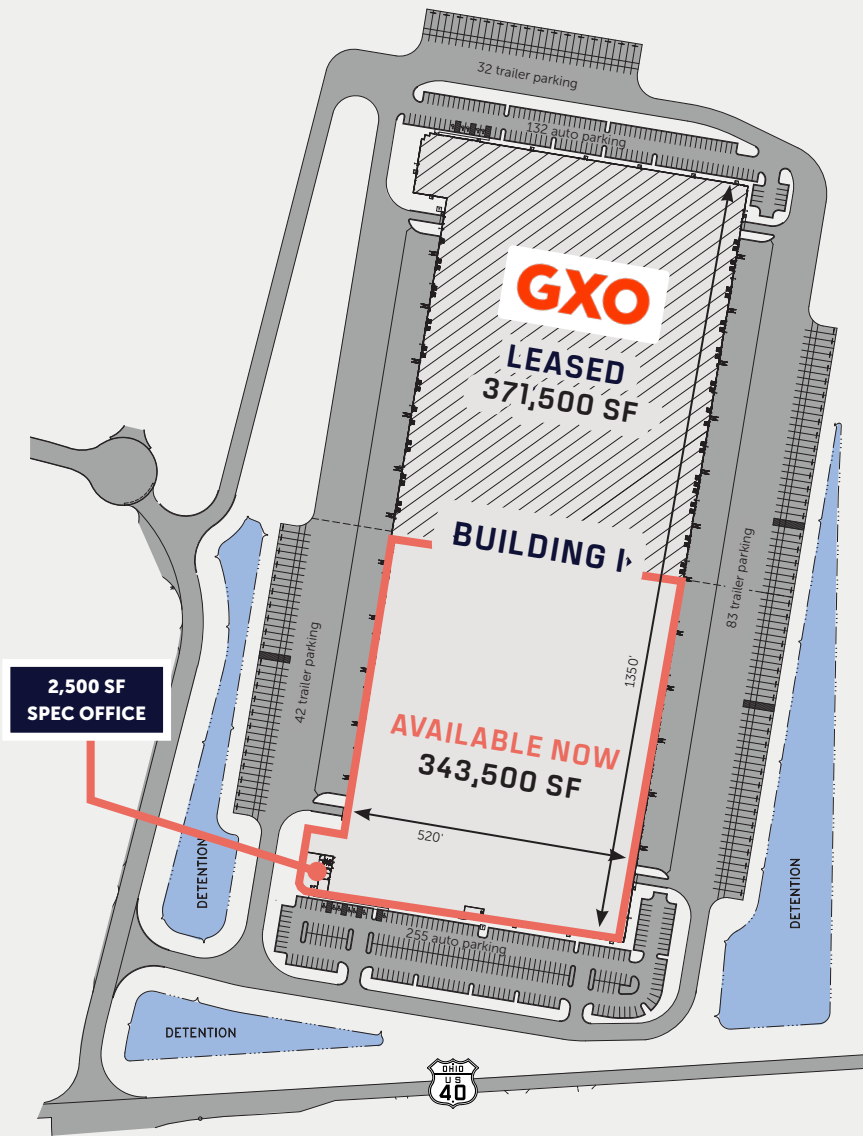 32 trailer parking
132 auto parking
GXO
LEASED
371,500 SF
BUILDING I
83 trailer parking
42 trailer parking
1350'
2,500 SF
SPEC OFFICE
AVAILABLE NOW
343,500 SF
520'
DETENTION
DETENTION
255 auto parking
DETENTION
OHIO
US
40